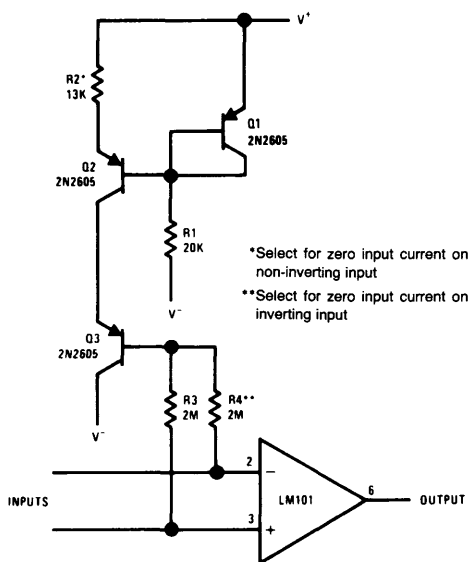 V+
R2*
13K
Q1
2N2605
Q2
2N2605
R1
20K
*Select for zero input current on
non-inverting input
**Select for zero input current on
inverting input
V-
Q3
2N2605
R3
2M
R4**
2M
V-
2
-
LM101
6
OUTPUT
INPUTS
3
+